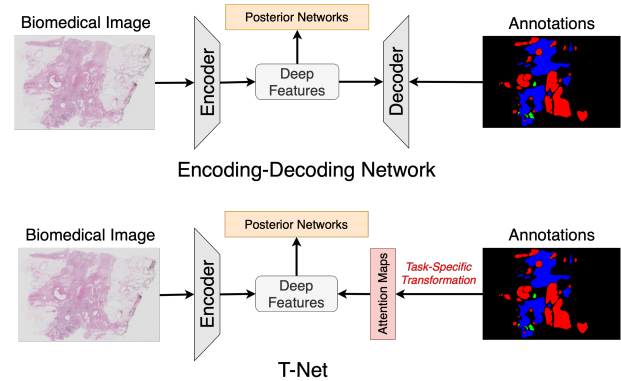 Biomedical Image
Posterior Networks
Annotations
Encoder
Deep
Features
Decoder
Encoding-Decoding Network
Biomedical Image
Posterior Networks
Annotations
Encoder
Deep
Features
Attention Maps
Task-Specific
Transformation
T-Net